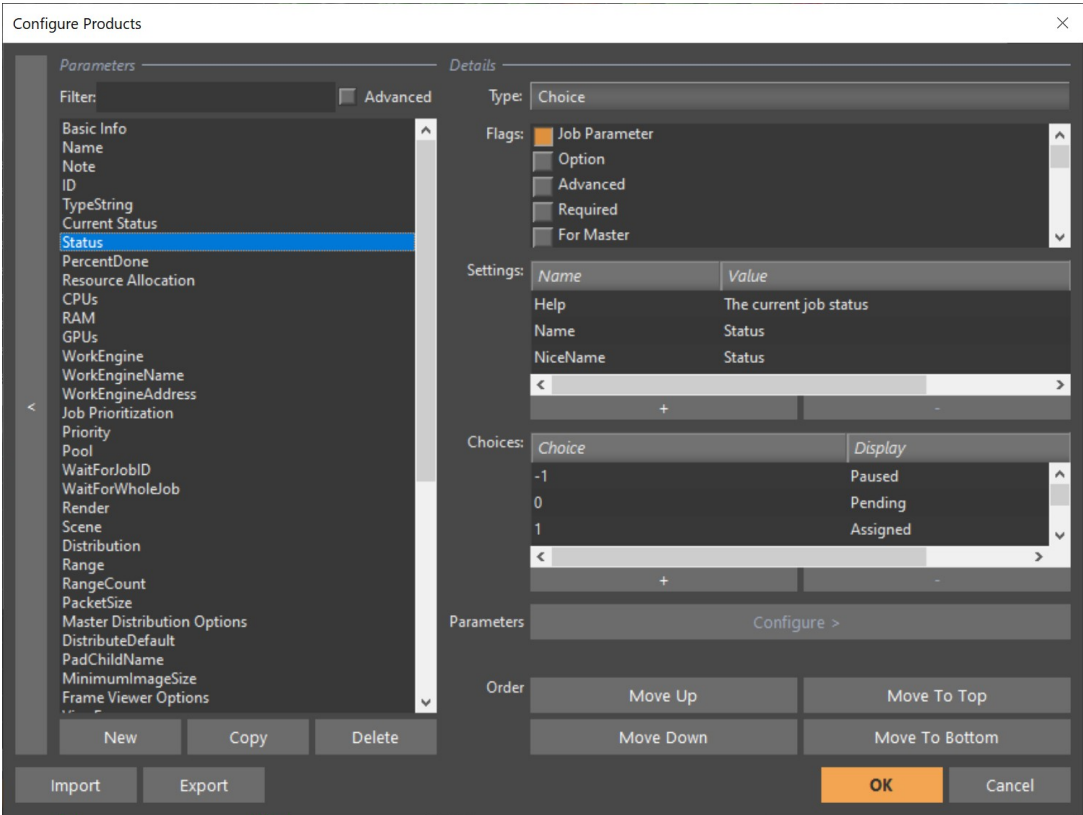 Configure Products
Parameters
Filter:
Advanced
Basic Info
Name
Note
ID
TypeString
Current Status
Status
PercentDone
Resource Allocation
CPUs
RAM
GPUs
WorkEngine
WorkEngineName
WorkEngineAddress
Job Prioritization
Priority
Pool
WaitForJobID
WaitForWholeJob
Render
Scene
Distribution
Range
RangeCount
PacketSize
Master Distribution Options
DistributeDefault
PadChildName
MinimumImageSize
Frame Viewer Options
New Copy Delete
Import Export
<
Details
Type: Choice
Flags: Job Parameter
Option
Advanced
Required
For Master
Settings: Name Value
Help The current job status
Name Status
NiceName Status
+ -
Choices: Choice Display
-1 Paused
0 Pending
1 Assigned
+ -
Parameters Configure >
Order Move Up Move To Top
Move Down Move To Bottom
OK Cancel